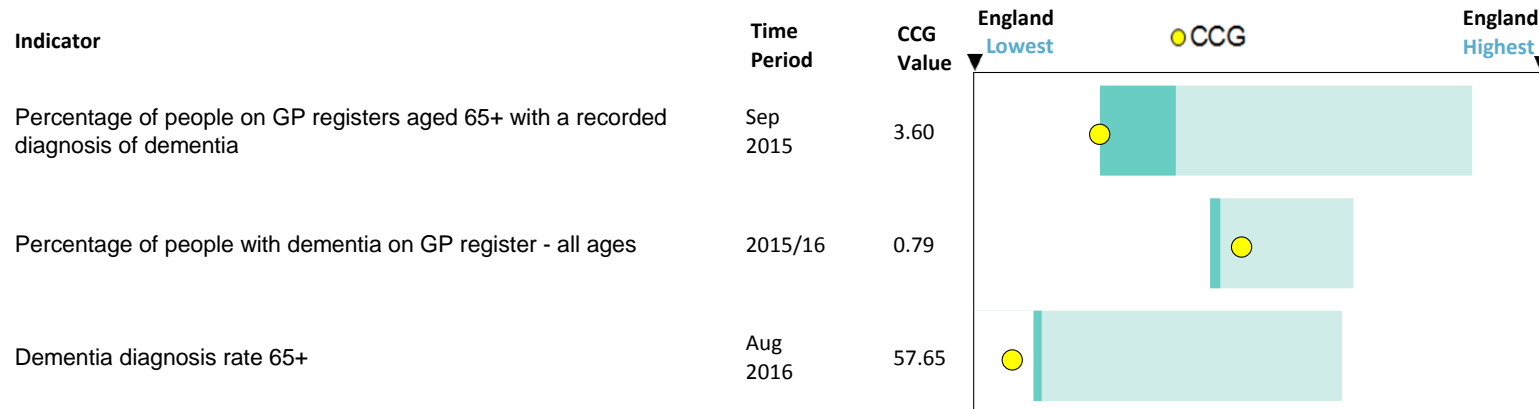 Indicator
Time
Period
CCG
Value
England
Lowest
CCG
England
Highest
Percentage of people on GP registers aged 65+ with a recorded
diagnosis of dementia
Sep
2015
3.60
Percentage of people with dementia on GP register - all ages
2015/16
0.79
Dementia diagnosis rate 65+
Aug
2016
57.65